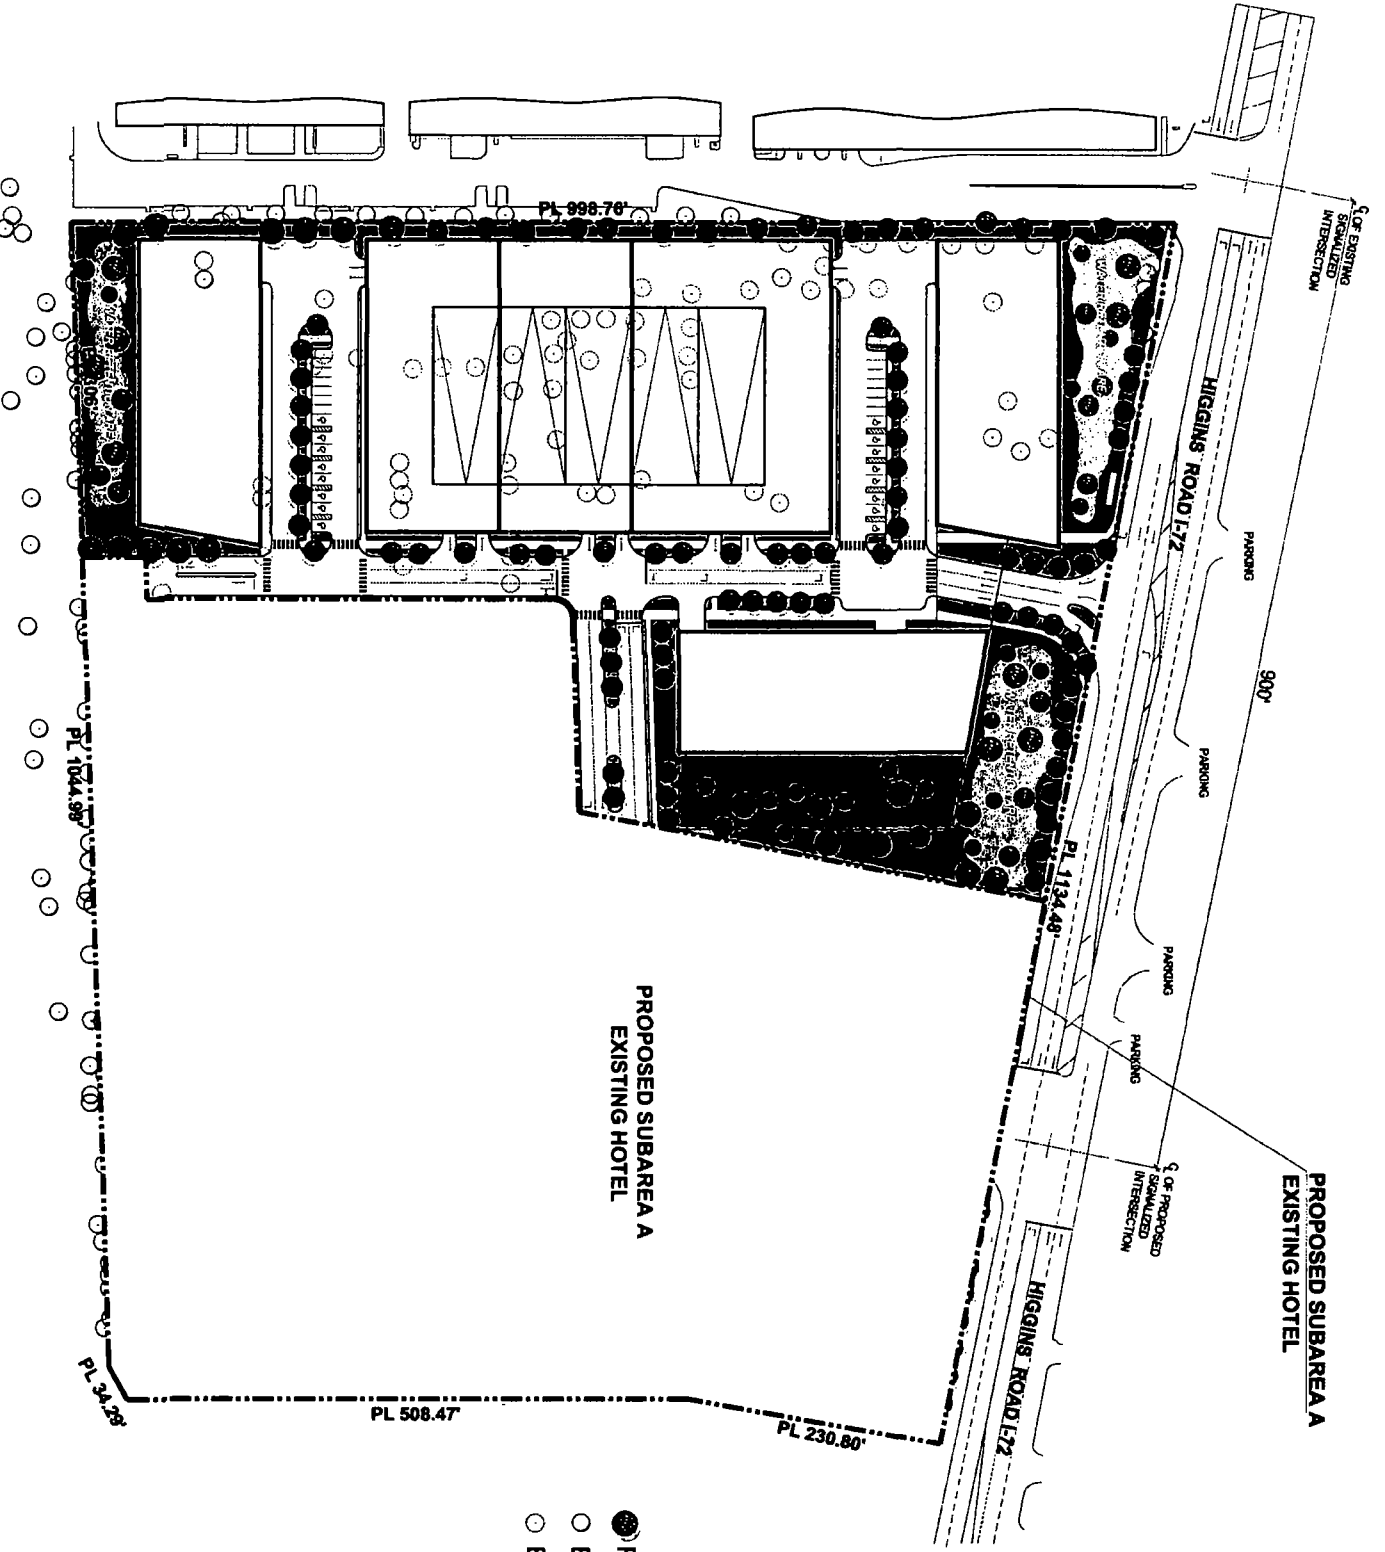 ℄ OF EXISTING
SIGNALIZED
INTERSECTION
HIGGINS ROAD I-72
PARKING
900'
PARKING
PARKING
PARKING
℄ OF PROPOSED
SIGNALIZED
INTERSECTION
HIGGINS ROAD I-72
PROPOSED SUBAREA A
EXISTING HOTEL
PL 998.76'
PL 1134.48'
PROPOSED SUBAREA A
EXISTING HOTEL
PL 1044.99'
PL 34.29'
PL 508.47'
PL 230.80'